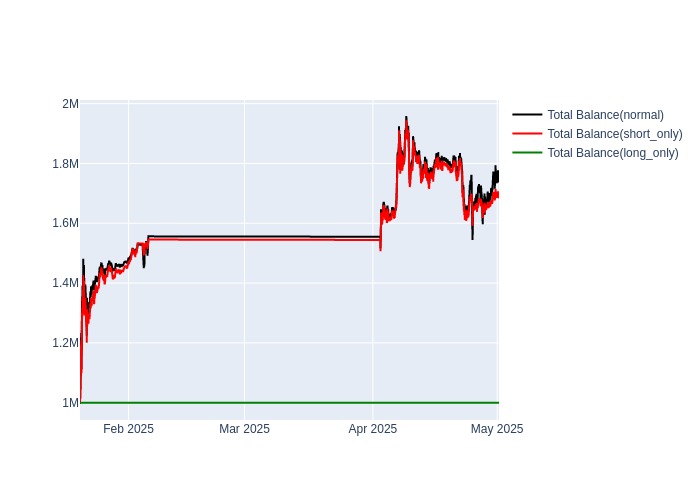 2M
1.8M
1.6M
1.4M
1.2M
1M
Feb 2025
Mar 2025
Apr 2025
May 2025
Total Balance(normal)
Total Balance(short_only)
Total Balance(long_only)